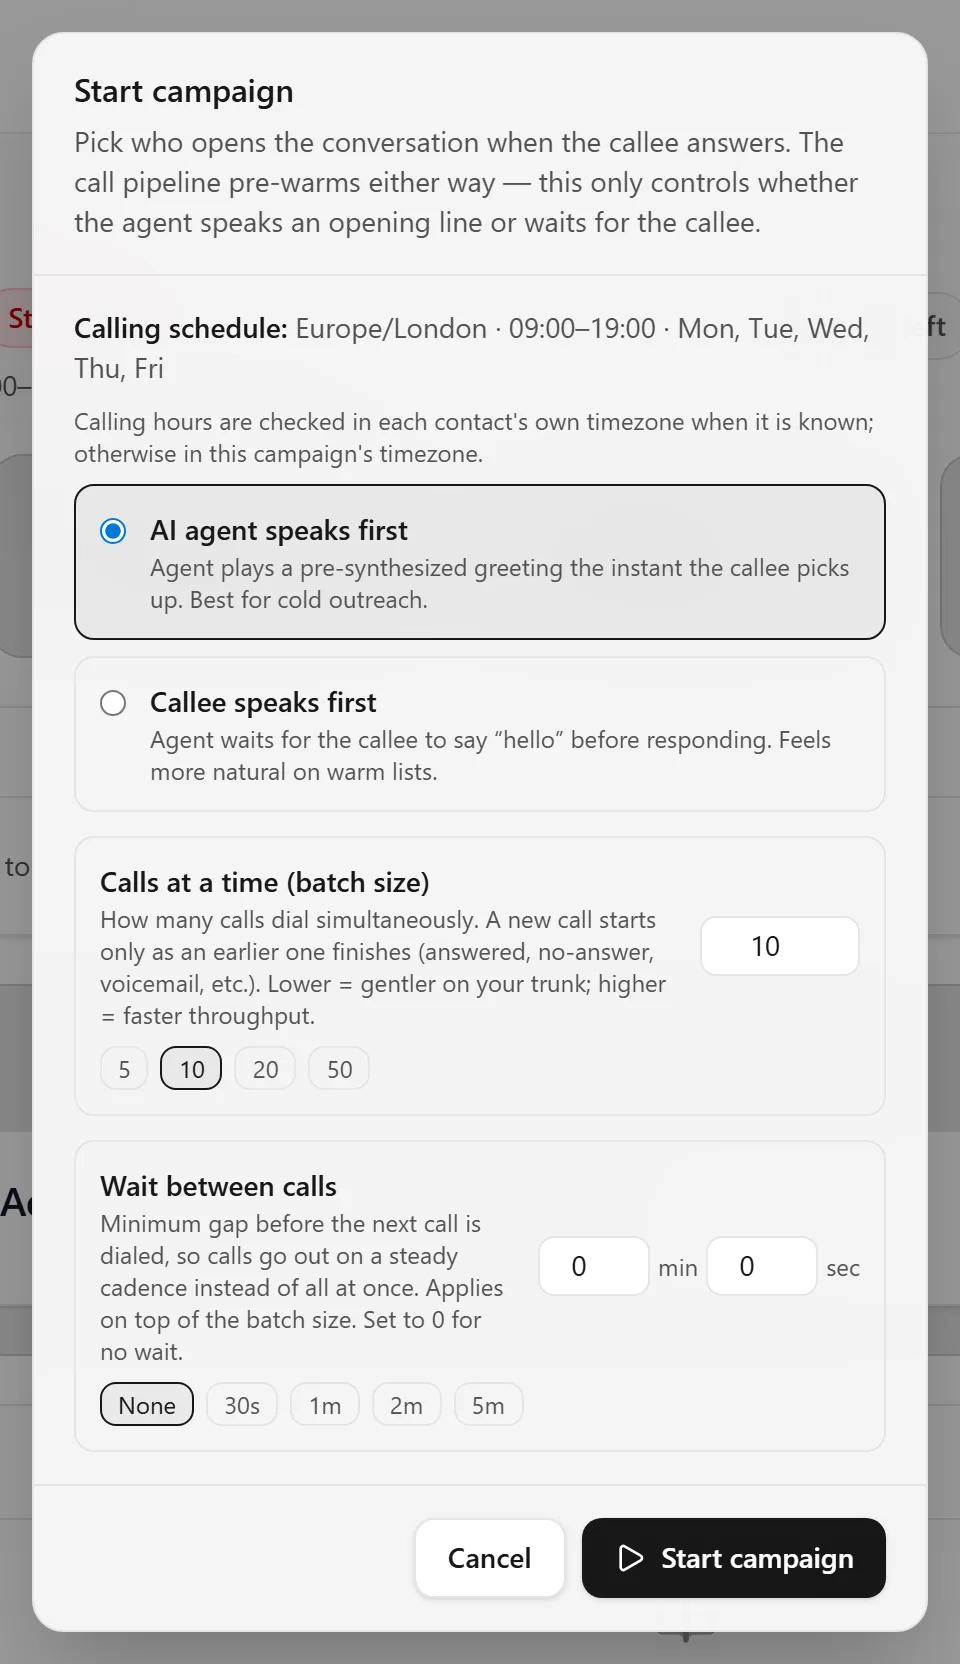 Start campaign
Pick who opens the conversation when the callee answers. The
call pipeline pre-warms either way — this only controls whether
the agent speaks an opening line or waits for the callee.
St
ft
Calling schedule: Europe/London · 09:00–19:00 · Mon, Tue, Wed,
Thu, Fri
00–
Calling hours are checked in each contact's own timezone when it is known;
otherwise in this campaign's timezone.
AI agent speaks first
Agent plays a pre-synthesized greeting the instant the callee picks
up. Best for cold outreach.
Callee speaks first
Agent waits for the callee to say “hello” before responding. Feels
more natural on warm lists.
to
Calls at a time (batch size)
How many calls dial simultaneously. A new call starts
only as an earlier one finishes (answered, no-answer,
voicemail, etc.). Lower = gentler on your trunk; higher
= faster throughput.
10
5 10 20 50
Wait between calls
Minimum gap before the next call is
dialed, so calls go out on a steady
cadence instead of all at once. Applies
on top of the batch size. Set to 0 for
no wait.
0 min 0 sec
None 30s 1m 2m 5m
Cancel Start campaign